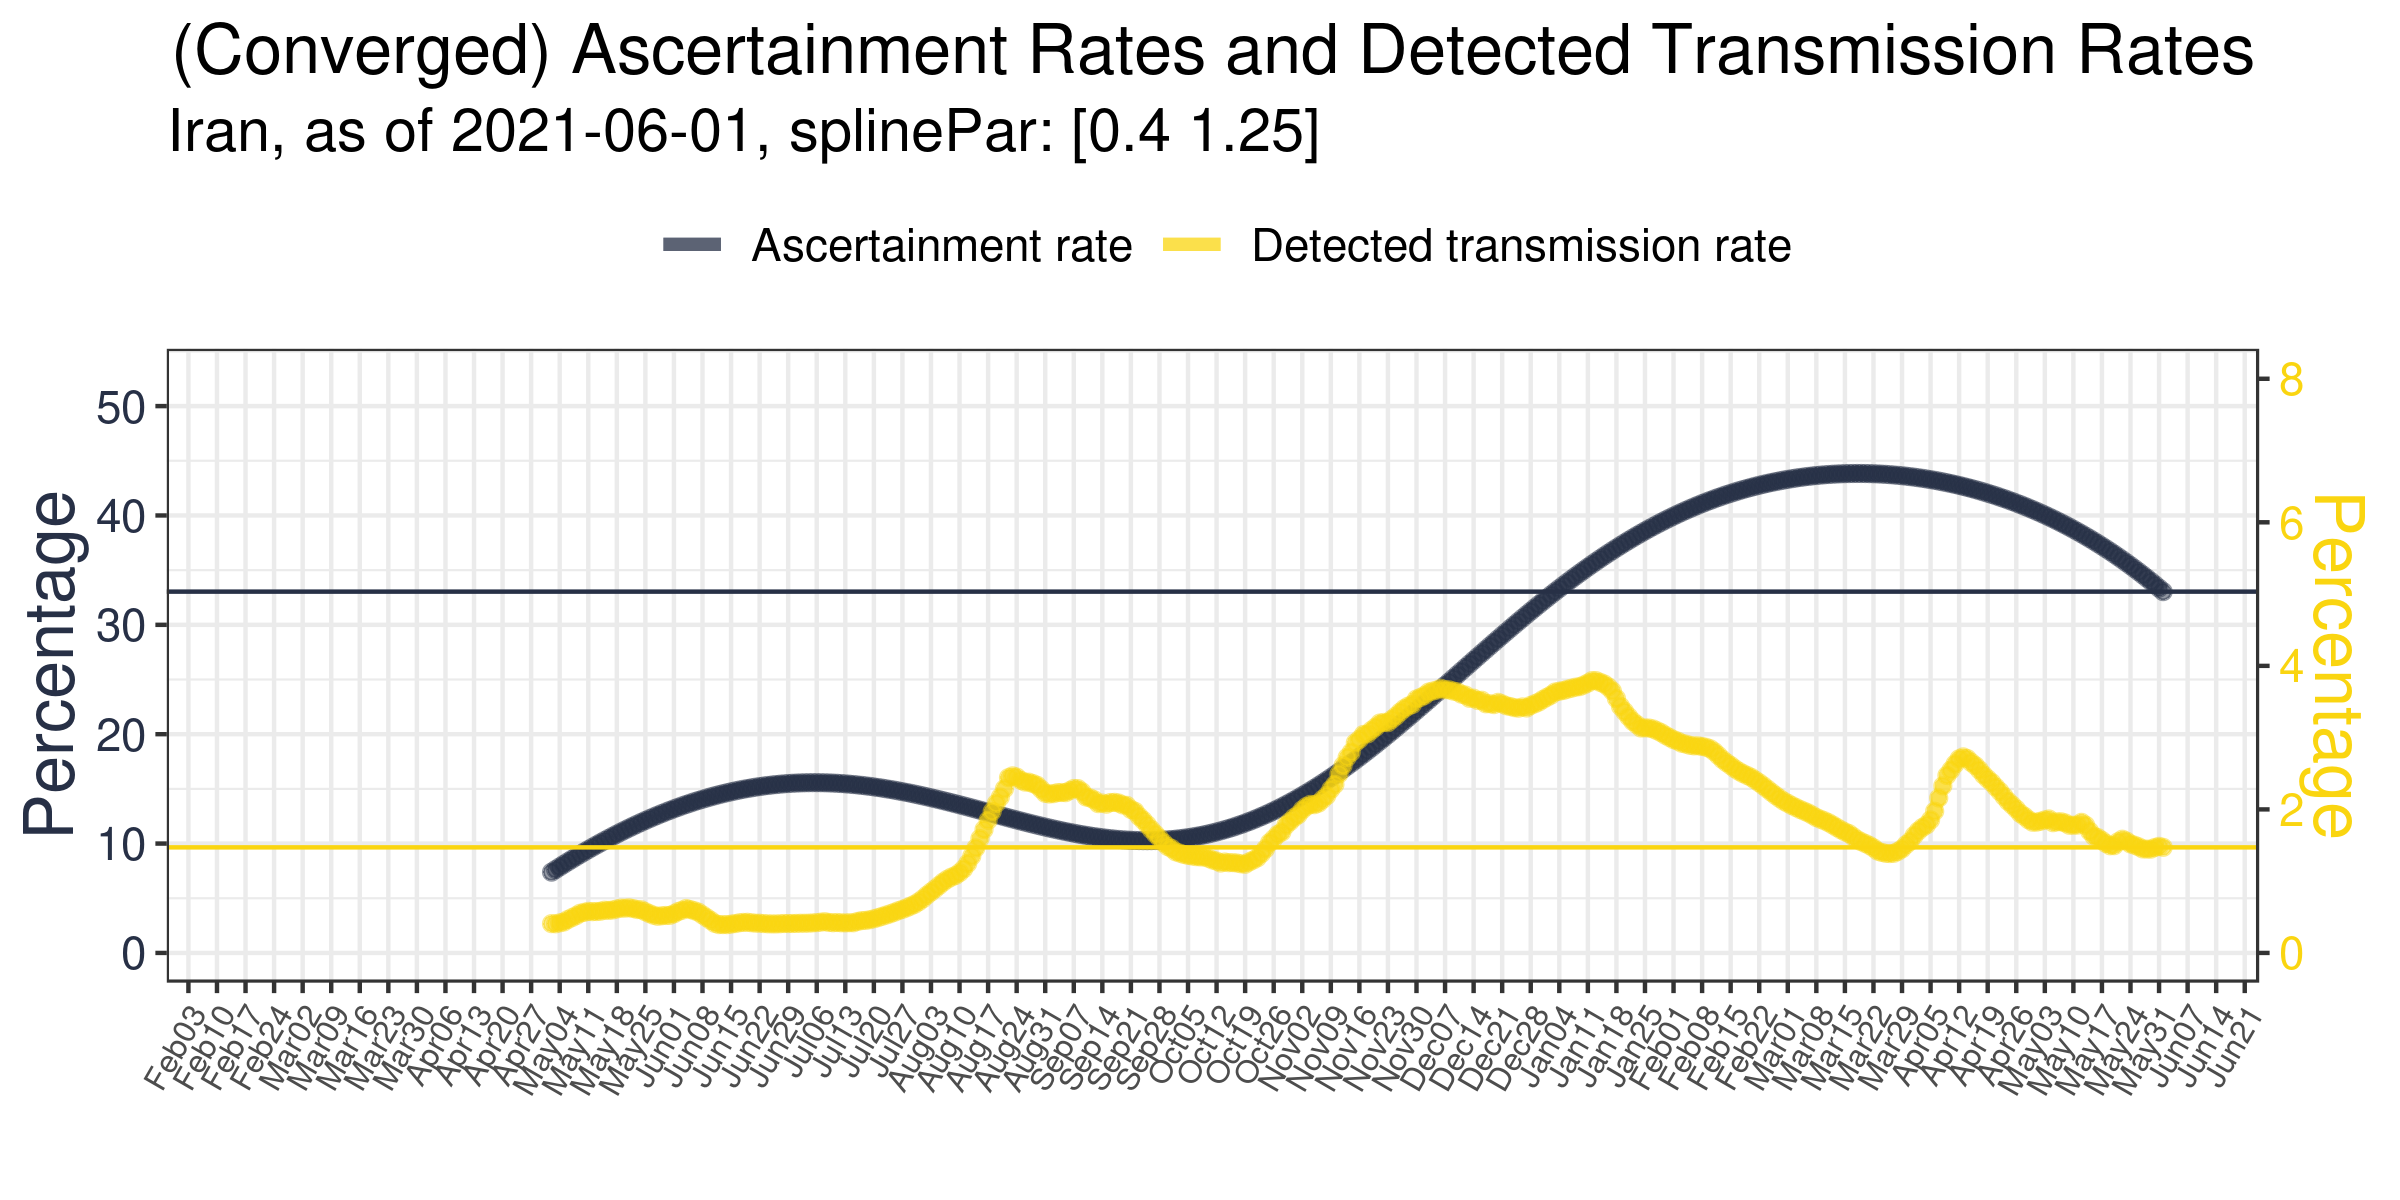 (Converged) Ascertainment Rates and Detected Transmission Rates
Iran, as of 2021-06-01, splinePar: [0.4 1.25]
Ascertainment rate
Detected transmission rate
Percentage
50
40
30
20
10
0
8
6
4
2
0
Percentage
Feb03
Feb10
Feb17
Feb24
Mar02
Mar09
Mar16
Mar23
Mar30
Apr06
Apr13
Apr20
Apr27
May04
May11
May18
May25
Jun01
Jun08
Jun15
Jun22
Jun29
Jul06
Jul13
Jul20
Jul27
Aug03
Aug10
Aug17
Aug24
Aug31
Sep07
Sep14
Sep21
Sep28
Oct05
Oct12
Oct19
Oct26
Nov02
Nov09
Nov16
Nov23
Nov30
Dec07
Dec14
Dec21
Dec28
Jan04
Jan11
Jan18
Jan25
Feb01
Feb08
Feb15
Feb22
Mar01
Mar08
Mar15
Mar22
Mar29
Apr05
Apr12
Apr19
Apr26
May03
May10
May17
May24
May31
Jun07
Jun14
Jun21